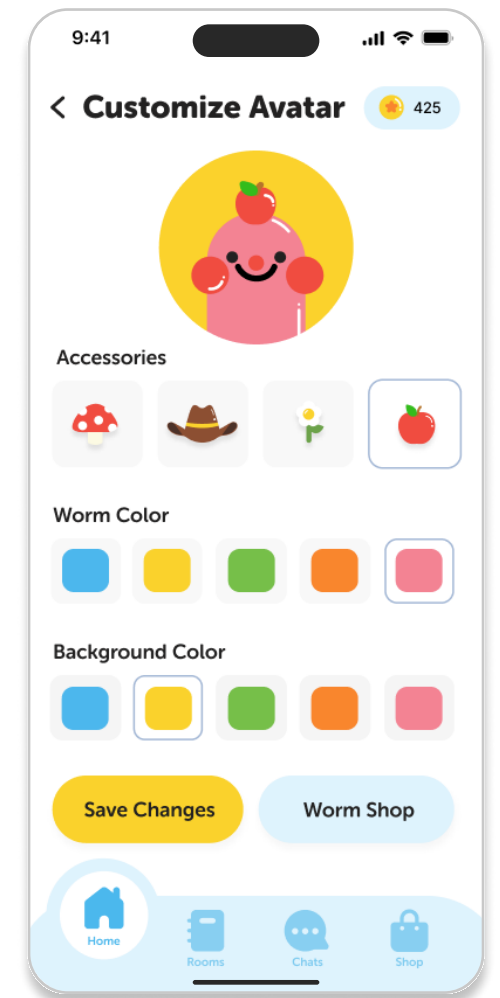 9:41
Customize Avatar
425
Accessories
Worm Color
Background Color
Save Changes
Worm Shop
Home
Rooms
Chats
Shop